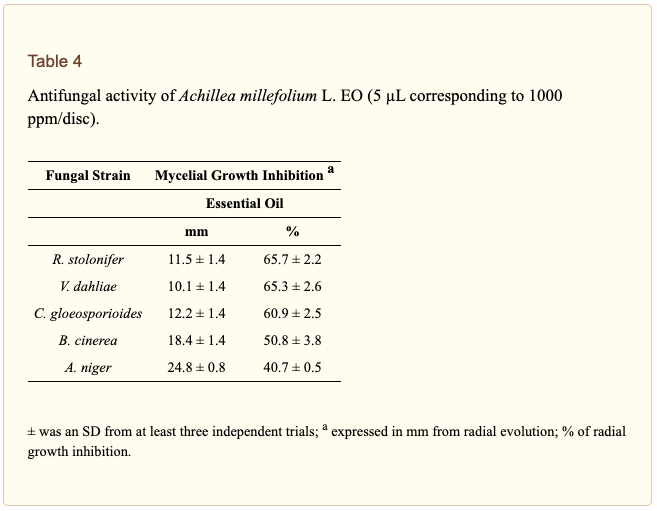 Table 4
Antifungal activity of Achillea millefolium L. EO (5 μL corresponding to 1000
ppm/disc).
Fungal Strain Mycelial Growth Inhibition a
Essential Oil
mm %
R. stolonifer 11.5 ± 1.4 65.7 ± 2.2
V. dahliae 10.1 ± 1.4 65.3 ± 2.6
C. gloeosporioides 12.2 ± 1.4 60.9 ± 2.5
B. cinerea 18.4 ± 1.4 50.8 ± 3.8
A. niger 24.8 ± 0.8 40.7 ± 0.5
± was an SD from at least three independent trials; a expressed in mm from radial evolution; % of radial
growth inhibition.